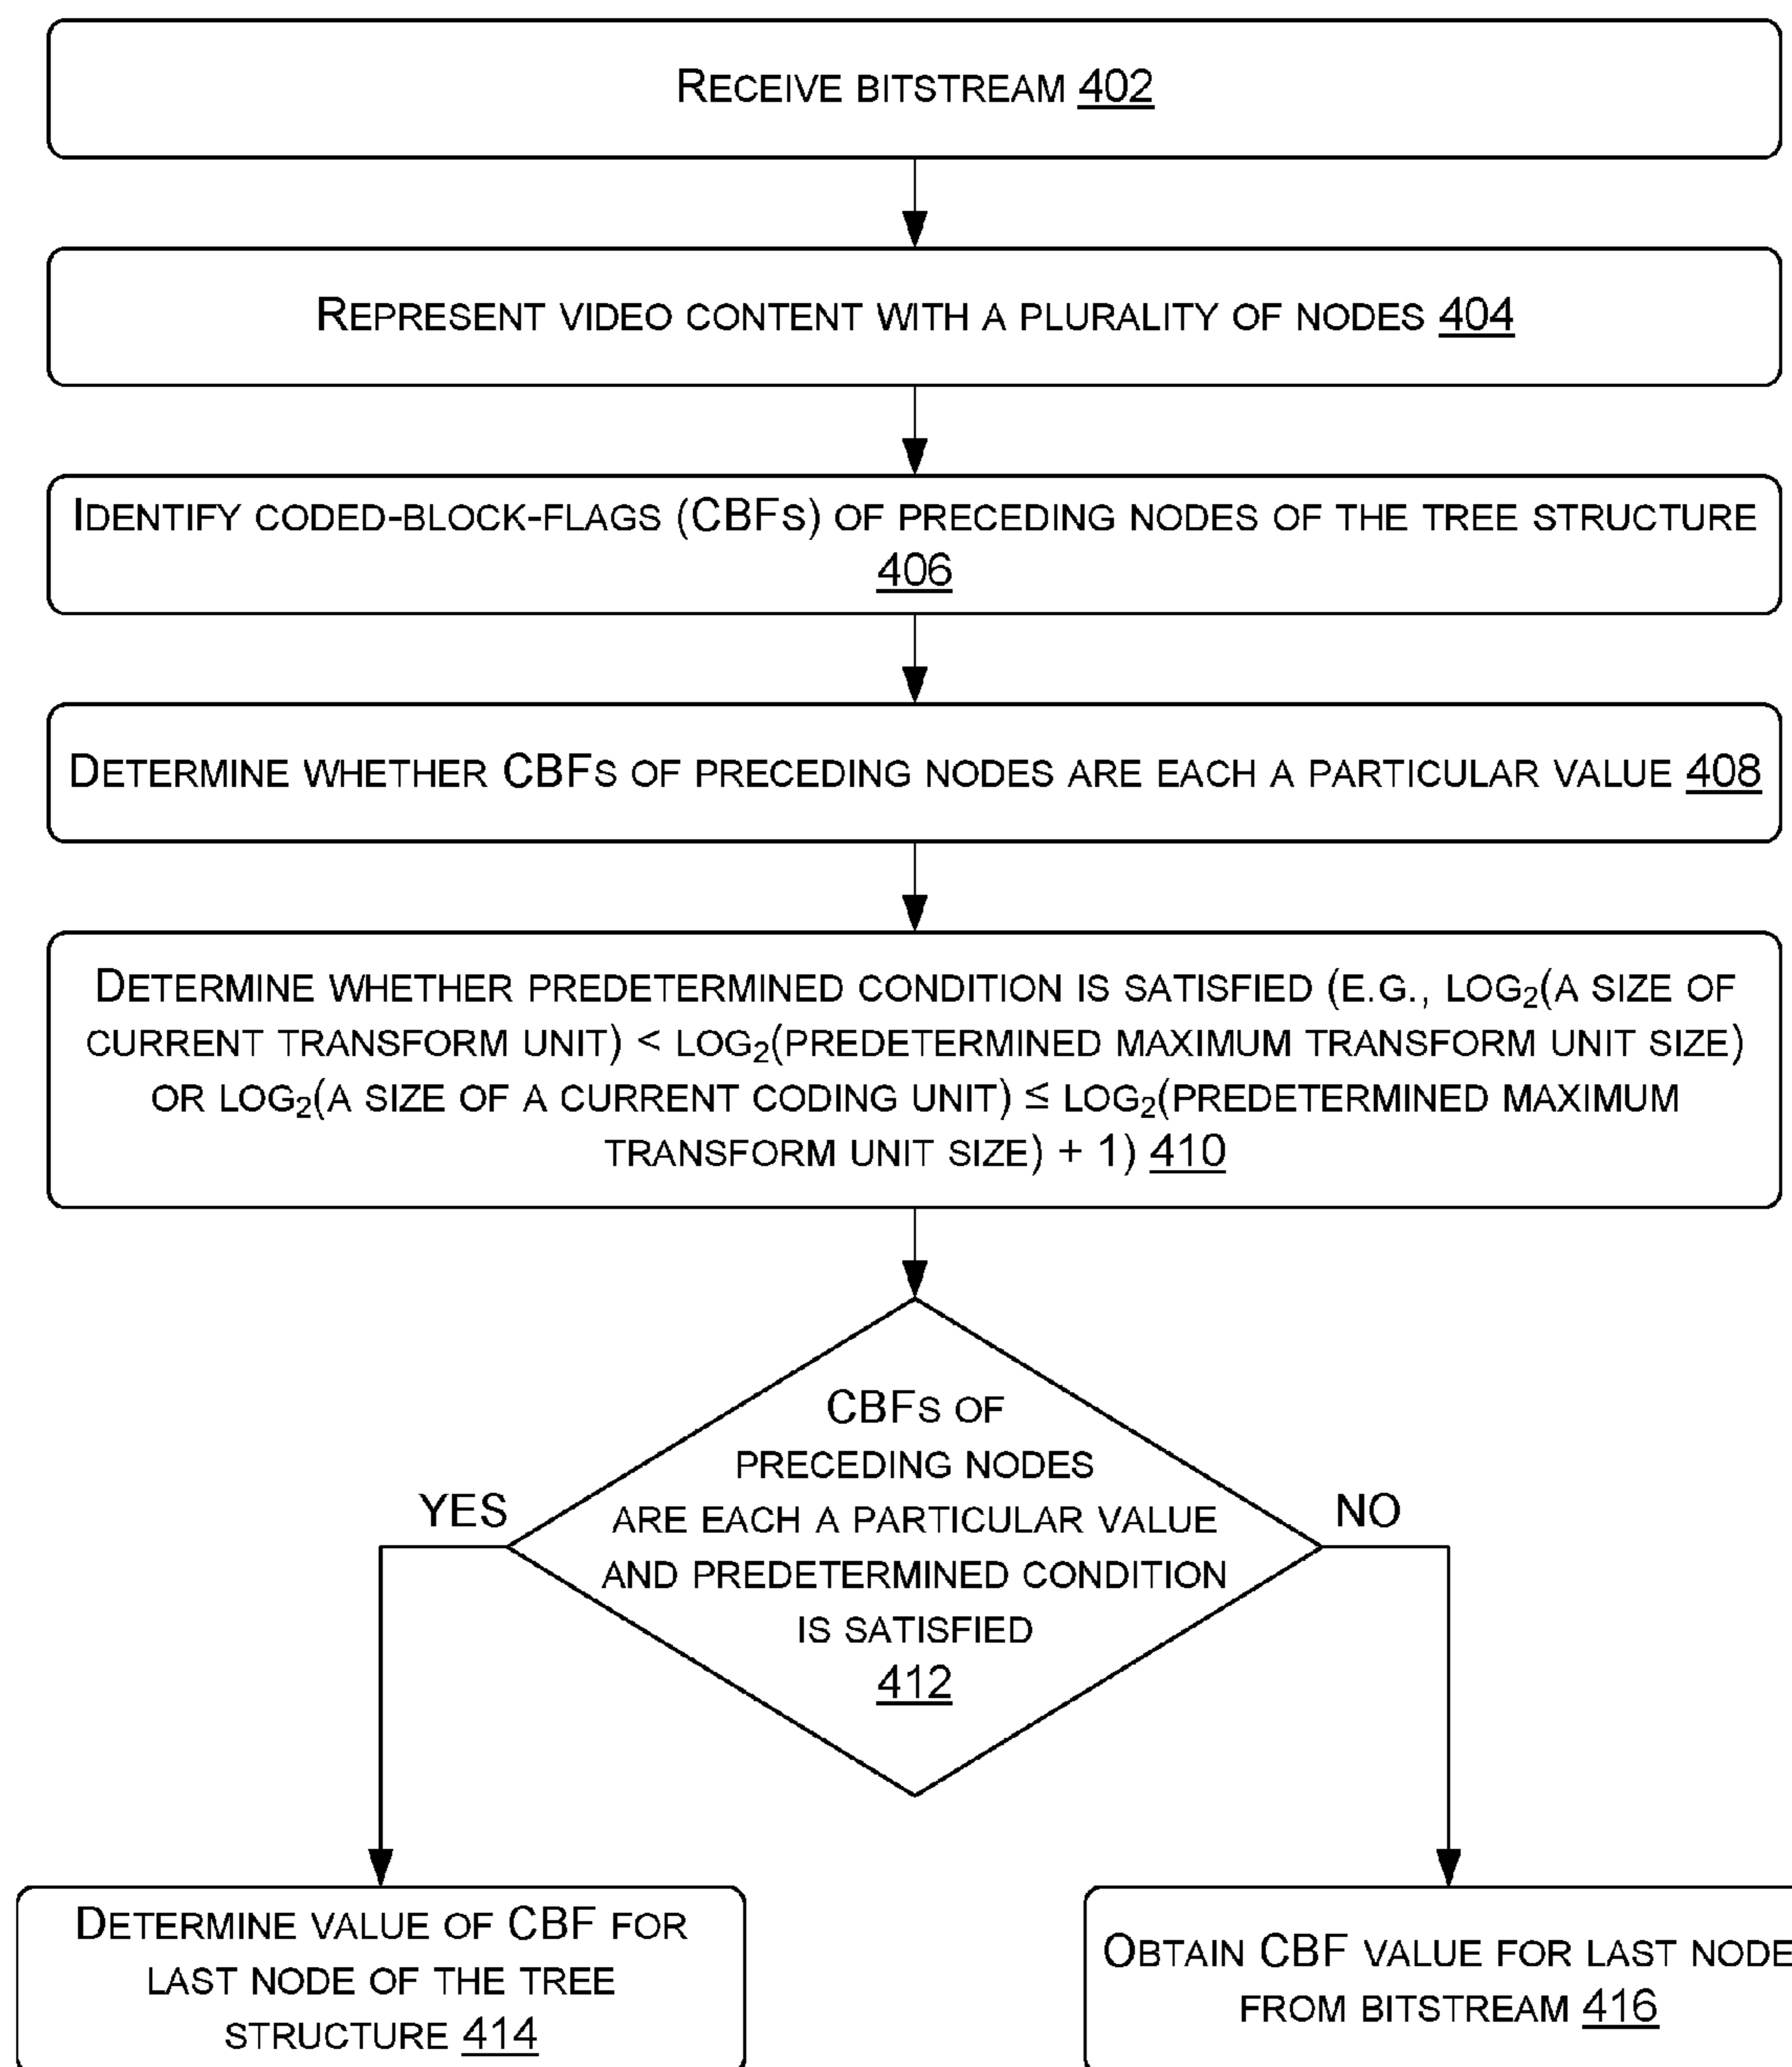 RECEIVE BITSTREAM 402
REPRESENT VIDEO CONTENT WITH A PLURALITY OF NODES 404
IDENTIFY CODED-BLOCK-FLAGS (CBFS) OF PRECEDING NODES OF THE TREE STRUCTURE
406
DETERMINE WHETHER CBFS OF PRECEDING NODES ARE EACH A PARTICULAR VALUE 408
DETERMINE WHETHER PREDETERMINED CONDITION IS SATISFIED (E.G., LOG₂(A SIZE OF
CURRENT TRANSFORM UNIT) < LOG₂(PREDETERMINED MAXIMUM TRANSFORM UNIT SIZE)
OR LOG₂(A SIZE OF A CURRENT CODING UNIT) ≤ LOG₂(PREDETERMINED MAXIMUM
TRANSFORM UNIT SIZE) + 1) 410
CBFS OF
PRECEDING NODES
ARE EACH A PARTICULAR VALUE
AND PREDETERMINED CONDITION
IS SATISFIED
412
YES
NO
DETERMINE VALUE OF CBF FOR
LAST NODE OF THE TREE
STRUCTURE 414
OBTAIN CBF VALUE FOR LAST NODE
FROM BITSTREAM 416